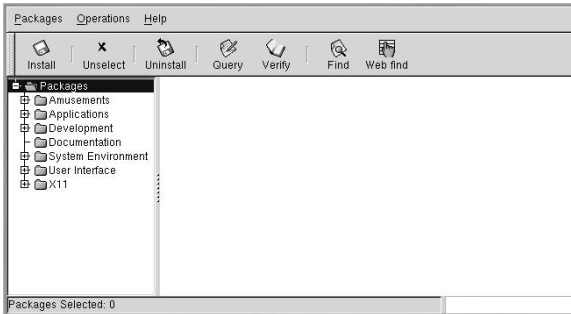 Packages Operations Help
Install Unselect Uninstall Query Verify Find Web find
Packages
Amusements
Applications
Development
Documentation
System Environment
User Interface
X11
Packages Selected: 0